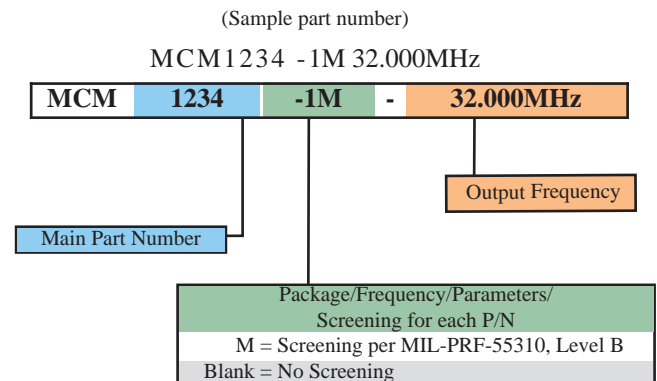 (Sample part number)
MCM1234 -1M 32.000MHz
MCM 1234 -1M - 32.000MHz
Output Frequency
Main Part Number
Package/Frequency/Parameters/
Screening for each P/N
M = Screening per MIL-PRF-55310, Level B
Blank = No Screening